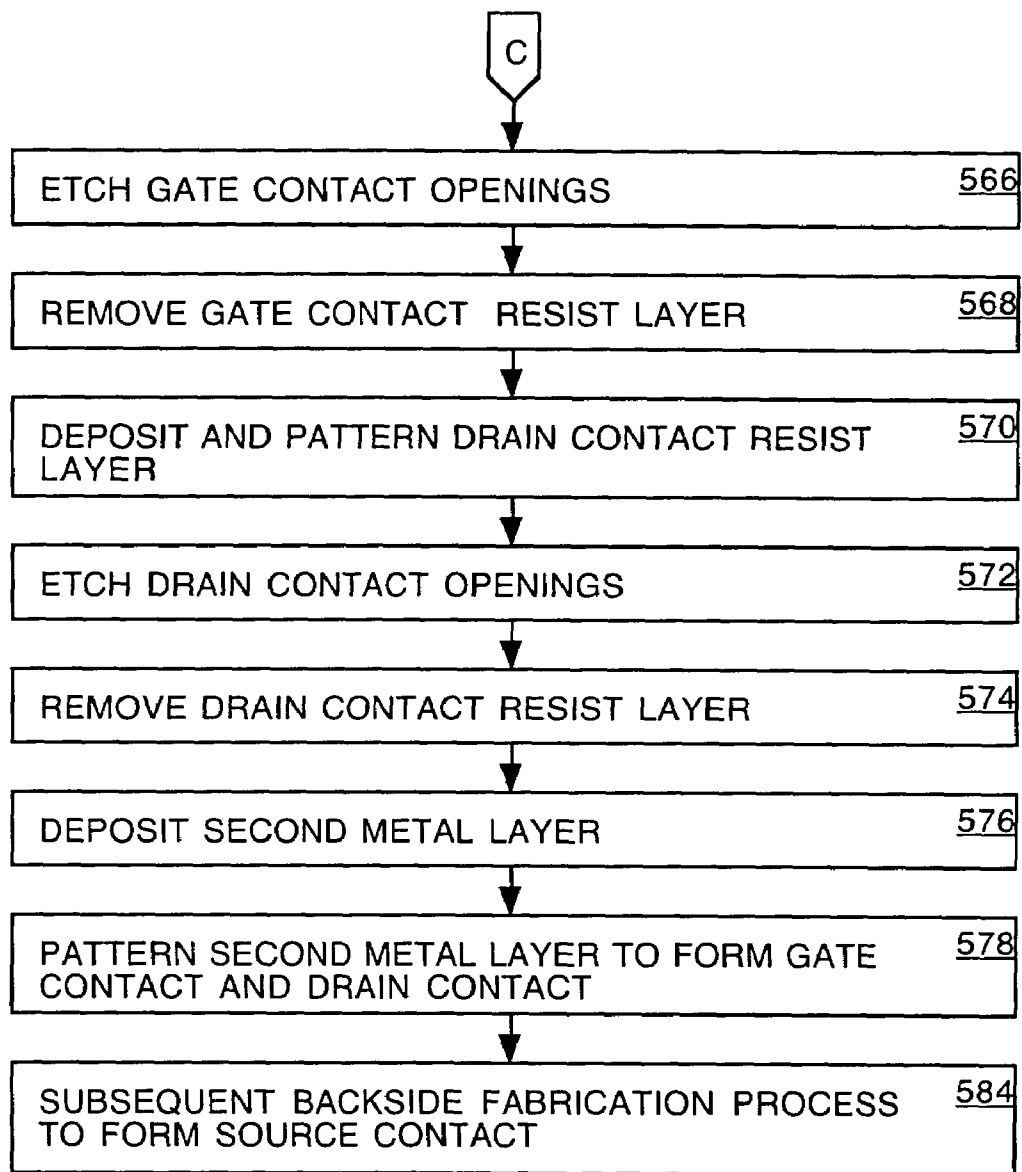 C
ETCH GATE CONTACT OPENINGS 566
REMOVE GATE CONTACT RESIST LAYER 568
DEPOSIT AND PATTERN DRAIN CONTACT RESIST 570
LAYER
ETCH DRAIN CONTACT OPENINGS 572
REMOVE DRAIN CONTACT RESIST LAYER 574
DEPOSIT SECOND METAL LAYER 576
PATTERN SECOND METAL LAYER TO FORM GATE 578
CONTACT AND DRAIN CONTACT
SUBSEQUENT BACKSIDE FABRICATION PROCESS 584
TO FORM SOURCE CONTACT